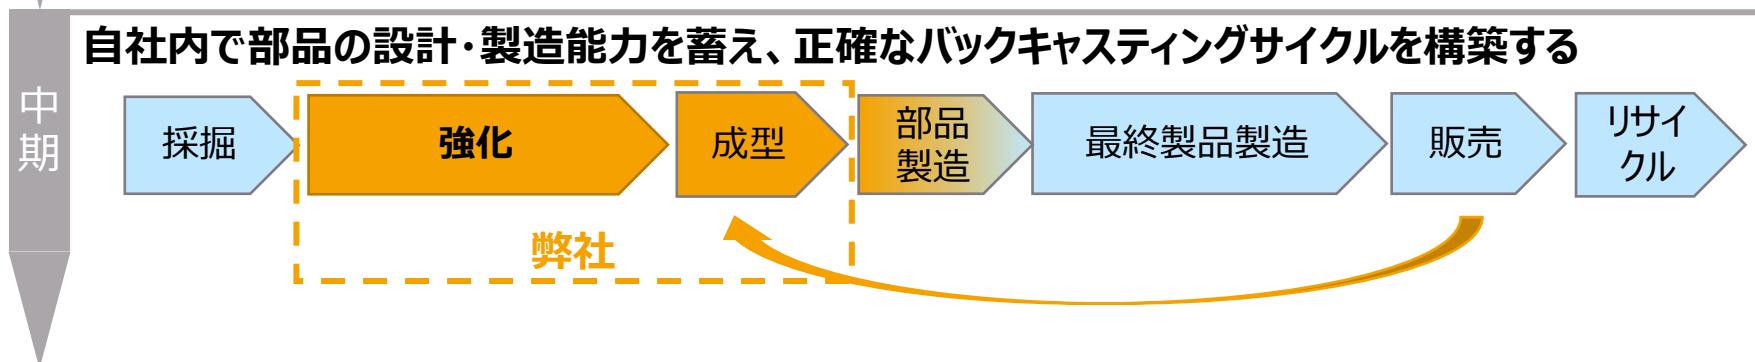 自社内で部品の設計･製造能力を蓄え、正確なバックキャスティングサイクルを構築する
中
期
採掘
強化
成型
部品
製造
最終製品製造
販売
リサイ
クル
弊社